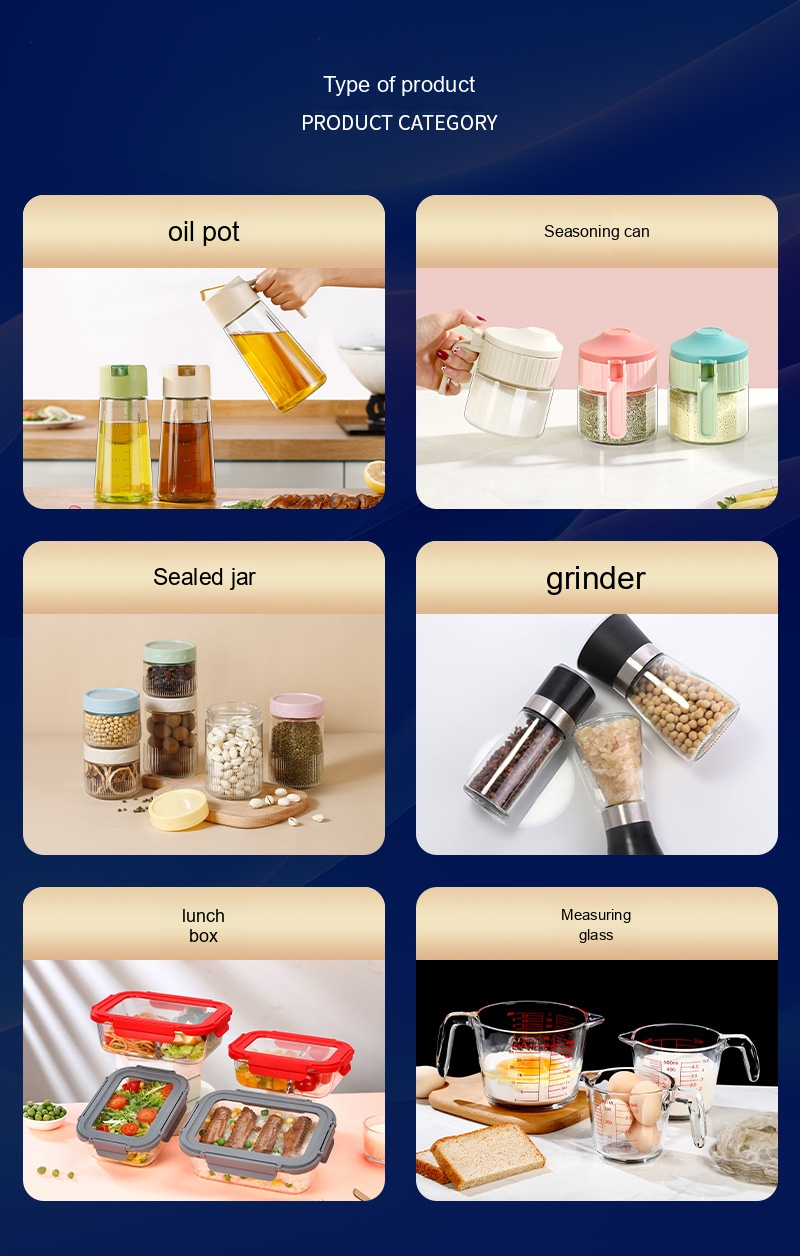 Type of product
PRODUCT CATEGORY
oil pot
Seasoning can
Sealed jar
grinder
lunch
box
Measuring
glass